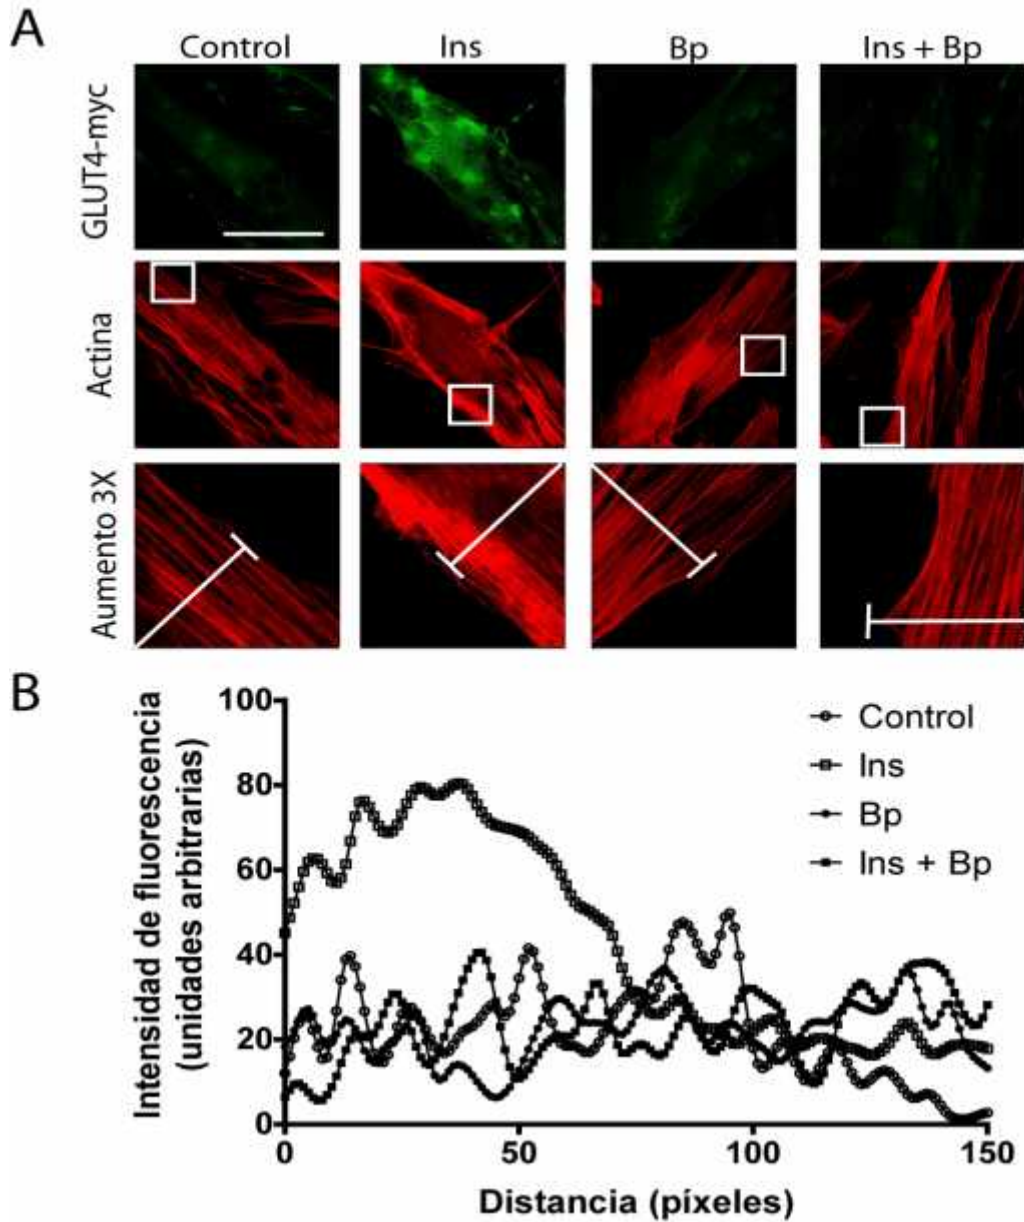 A
Control
Ins
Bp
Ins + Bp
GLUT4-myc
Actina
Aumento 3X
B
Intensidad de fluorescencia
(unidades arbitrarias)
100
80
60
40
20
0
0
50
100
150
Distancia (píxeles)
Control
Ins
Bp
Ins + Bp